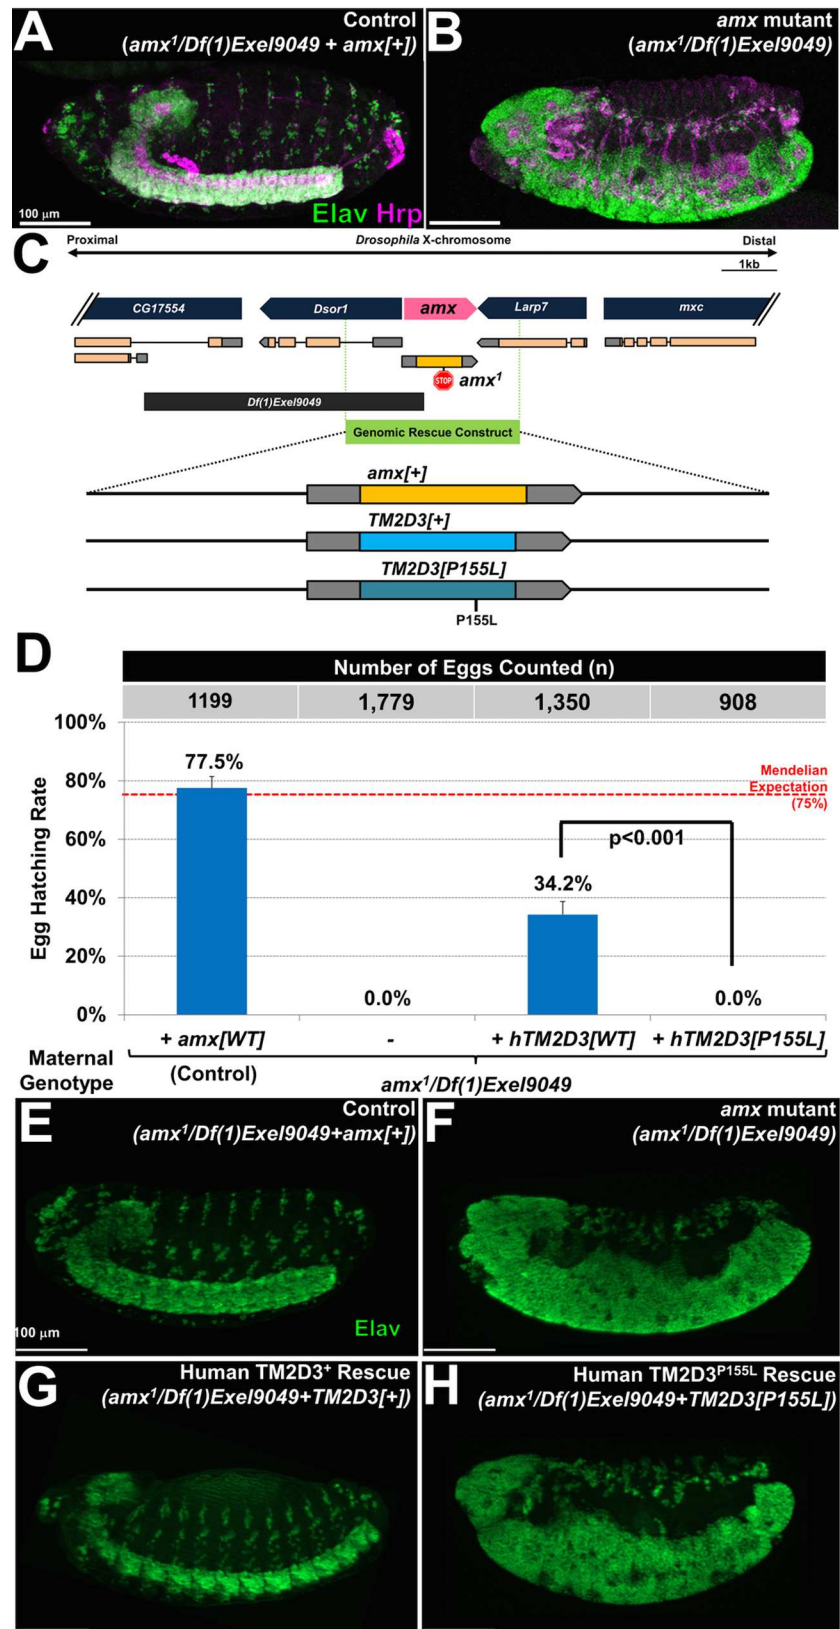 A
Control
(amx¹/Df(1)Exel9049 + amx[+])
100 μm
Elav Hrp
B
amx mutant
(amx¹/Df(1)Exel9049)
C
Proximal
Drosophila X-chromosome
Distal
1kb
CG17554
Dsor1
amx
Larp7
mxc
STOP
amx¹
Df(1)Exel9049
Genomic Rescue Construct
amx[+]
TM2D3[+]
TM2D3[P155L]
P155L
D
Number of Eggs Counted (n)
1199
1,779
1,350
908
Egg Hatching Rate
100%
80%
60%
40%
20%
0%
77.5%
0.0%
34.2%
0.0%
Mendelian
Expectation
(75%)
p<0.001
+ amx[WT]
-
+ hTM2D3[WT]
+ hTM2D3[P155L]
Maternal
Genotype
(Control)
amx¹/Df(1)Exel9049
E
Control
(amx¹/Df(1)Exel9049+amx[+])
100 μm
Elav
F
amx mutant
(amx¹/Df(1)Exel9049)
G
Human TM2D3⁺ Rescue
(amx¹/Df(1)Exel9049+TM2D3[+])
H
Human TM2D3ᴾ¹⁵⁵ᴸ Rescue
(amx¹/Df(1)Exel9049+TM2D3[P155L])